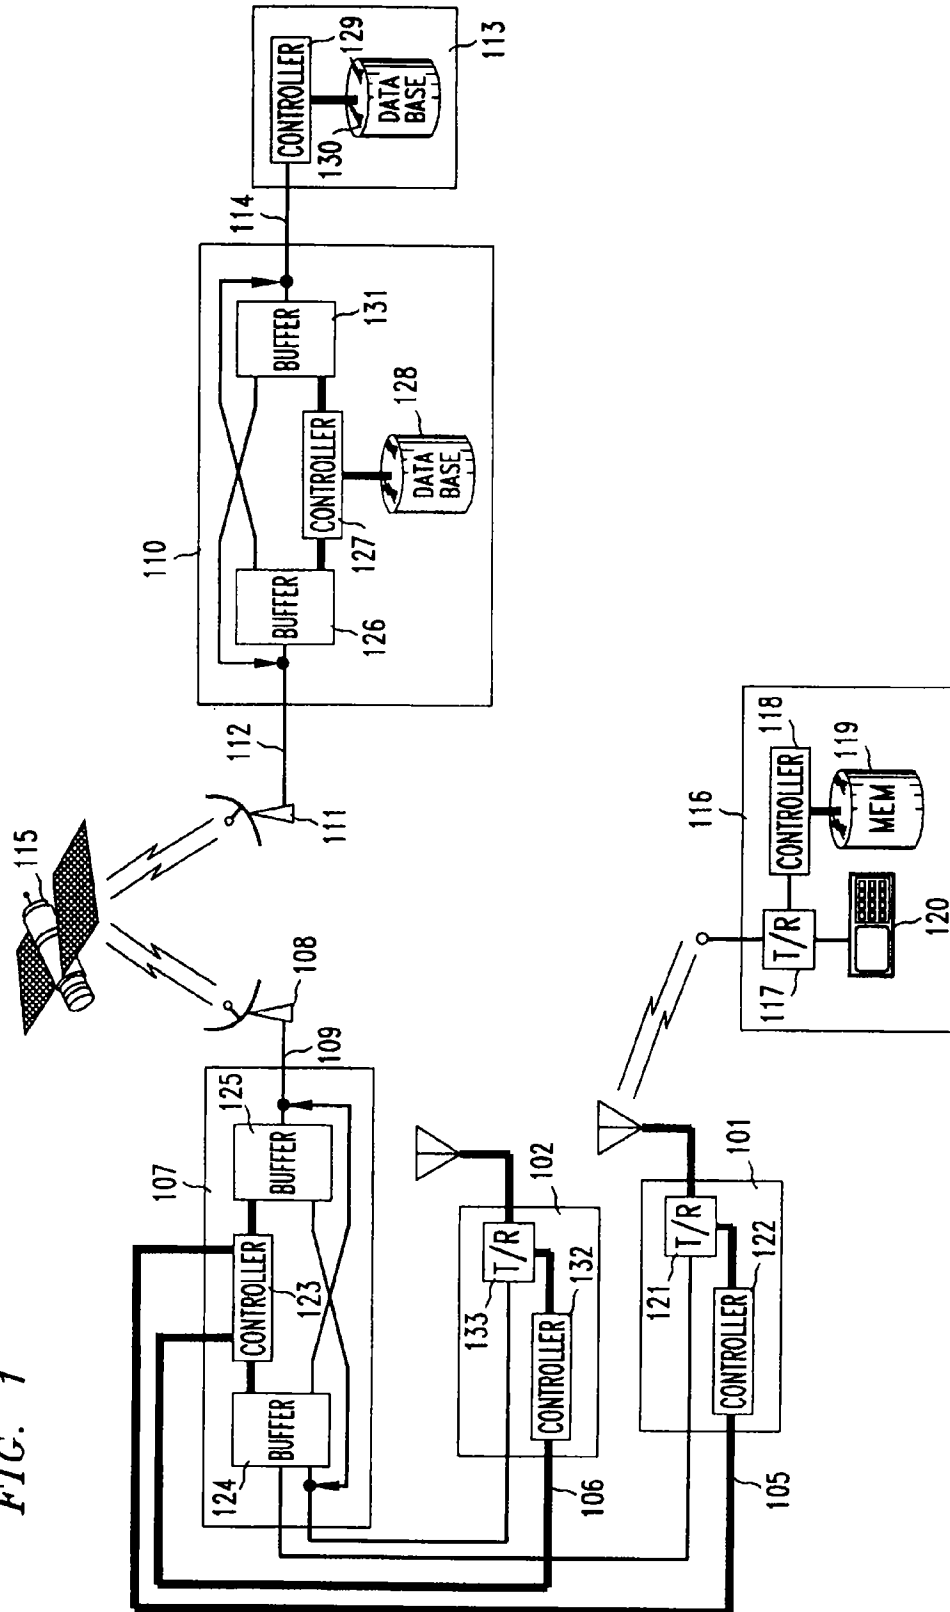 FIG. 1
115
107
124
BUFFER
CONTROLLER
123
BUFFER
125
109
108
111
112
110
BUFFER
126
CONTROLLER
127
DATA
BASE
128
BUFFER
131
114
CONTROLLER
129
130
DATA
BASE
113
106
CONTROLLER
132
133
T/R
102
105
CONTROLLER
122
121
T/R
101
116
117
T/R
CONTROLLER
118
MEM
119
120